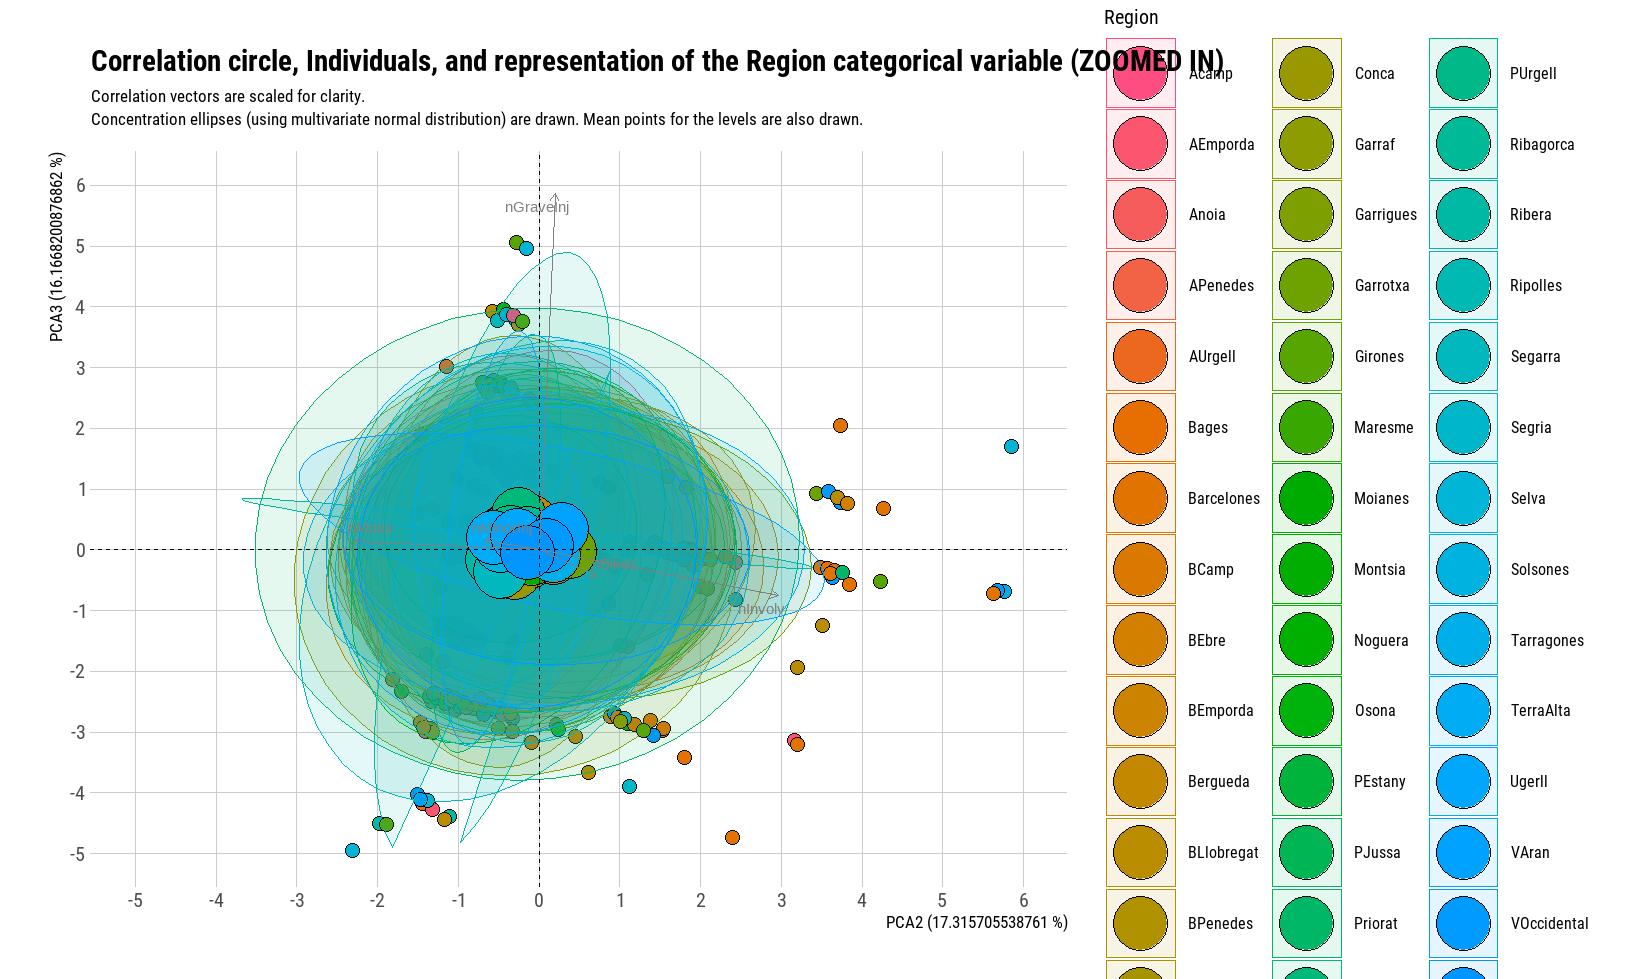 Region
Correlation circle, Individuals, and representation of the Region categorical variable (ZOOMED IN)
Correlation vectors are scaled for clarity.
Concentration ellipses (using multivariate normal distribution) are drawn. Mean points for the levels are also drawn.
PCA3 (16.1668200876862 %)
6
5
4
3
2
1
0
-1
-2
-3
-4
-5
nGraveInj
nInvolv
-5
-4
-3
-2
-1
0
1
2
3
4
5
6
PCA2 (17.315705538761 %)
Acamp
AEmporda
Anoia
APenedes
AUrgell
Bages
Barcelones
BCamp
BEbre
BEmporda
Bergueda
BLlobregat
BPenedes
Conca
Garraf
Garrigues
Garrotxa
Girones
Maresme
Moianes
Montsia
Noguera
Osona
PEstany
PJussa
Priorat
PUrgell
Ribagorca
Ribera
Ripolles
Segarra
Segria
Selva
Solsones
Tarragones
TerraAlta
Ugerll
VAran
VOccidental